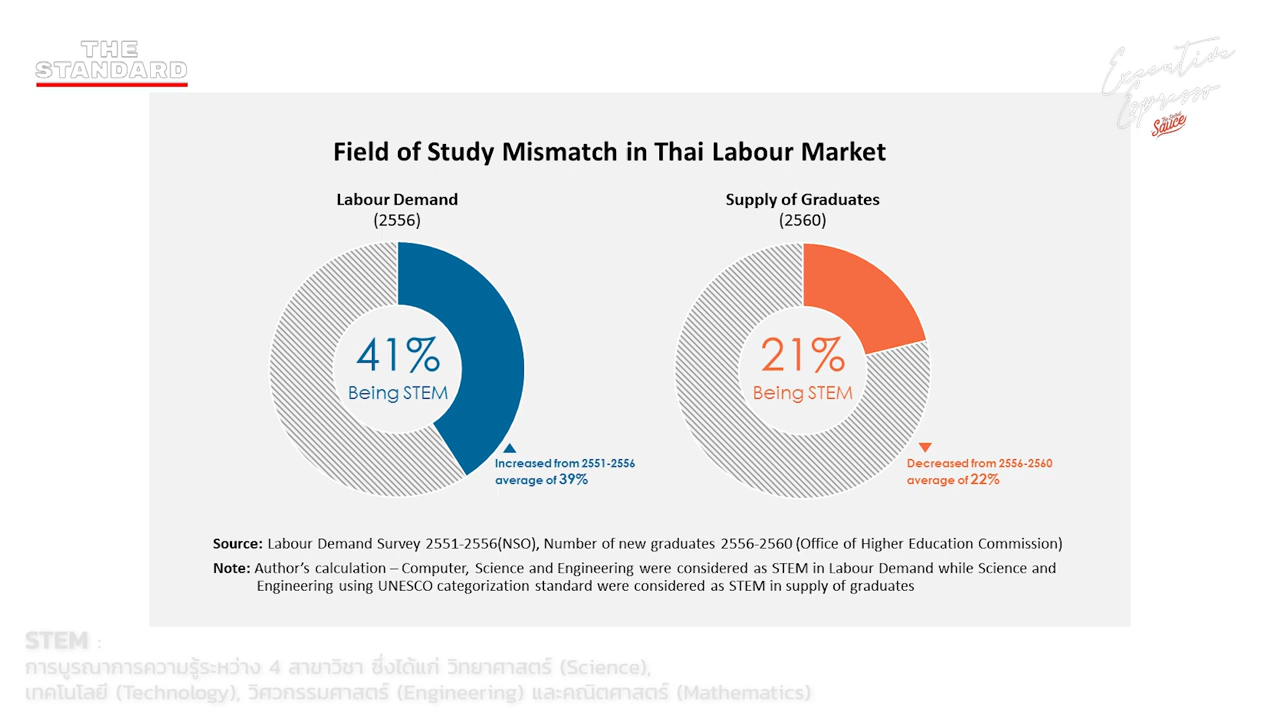 THE
STANDARD
Executive
Espresso
The Secret
Sauce
Field of Study Mismatch in Thai Labour Market
Labour Demand
(2556)
Supply of Graduates
(2560)
41%
Being STEM
21%
Being STEM
Increased from 2551-2556
average of 39%
Decreased from 2556-2560
average of 22%
Source: Labour Demand Survey 2551-2556(NSO), Number of new graduates 2556-2560 (Office of Higher Education Commission)
Note: Author’s calculation – Computer, Science and Engineering were considered as STEM in Labour Demand while Science and
Engineering using UNESCO categorization standard were considered as STEM in supply of graduates
STEM :
การบูรณาการความรู้ระหว่าง 4 สาขาวิชา ซึ่งได้แก่ วิทยาศาสตร์ (Science),
เทคโนโลยี (Technology), วิศวกรรมศาสตร์ (Engineering) และคณิตศาสตร์ (Mathematics)